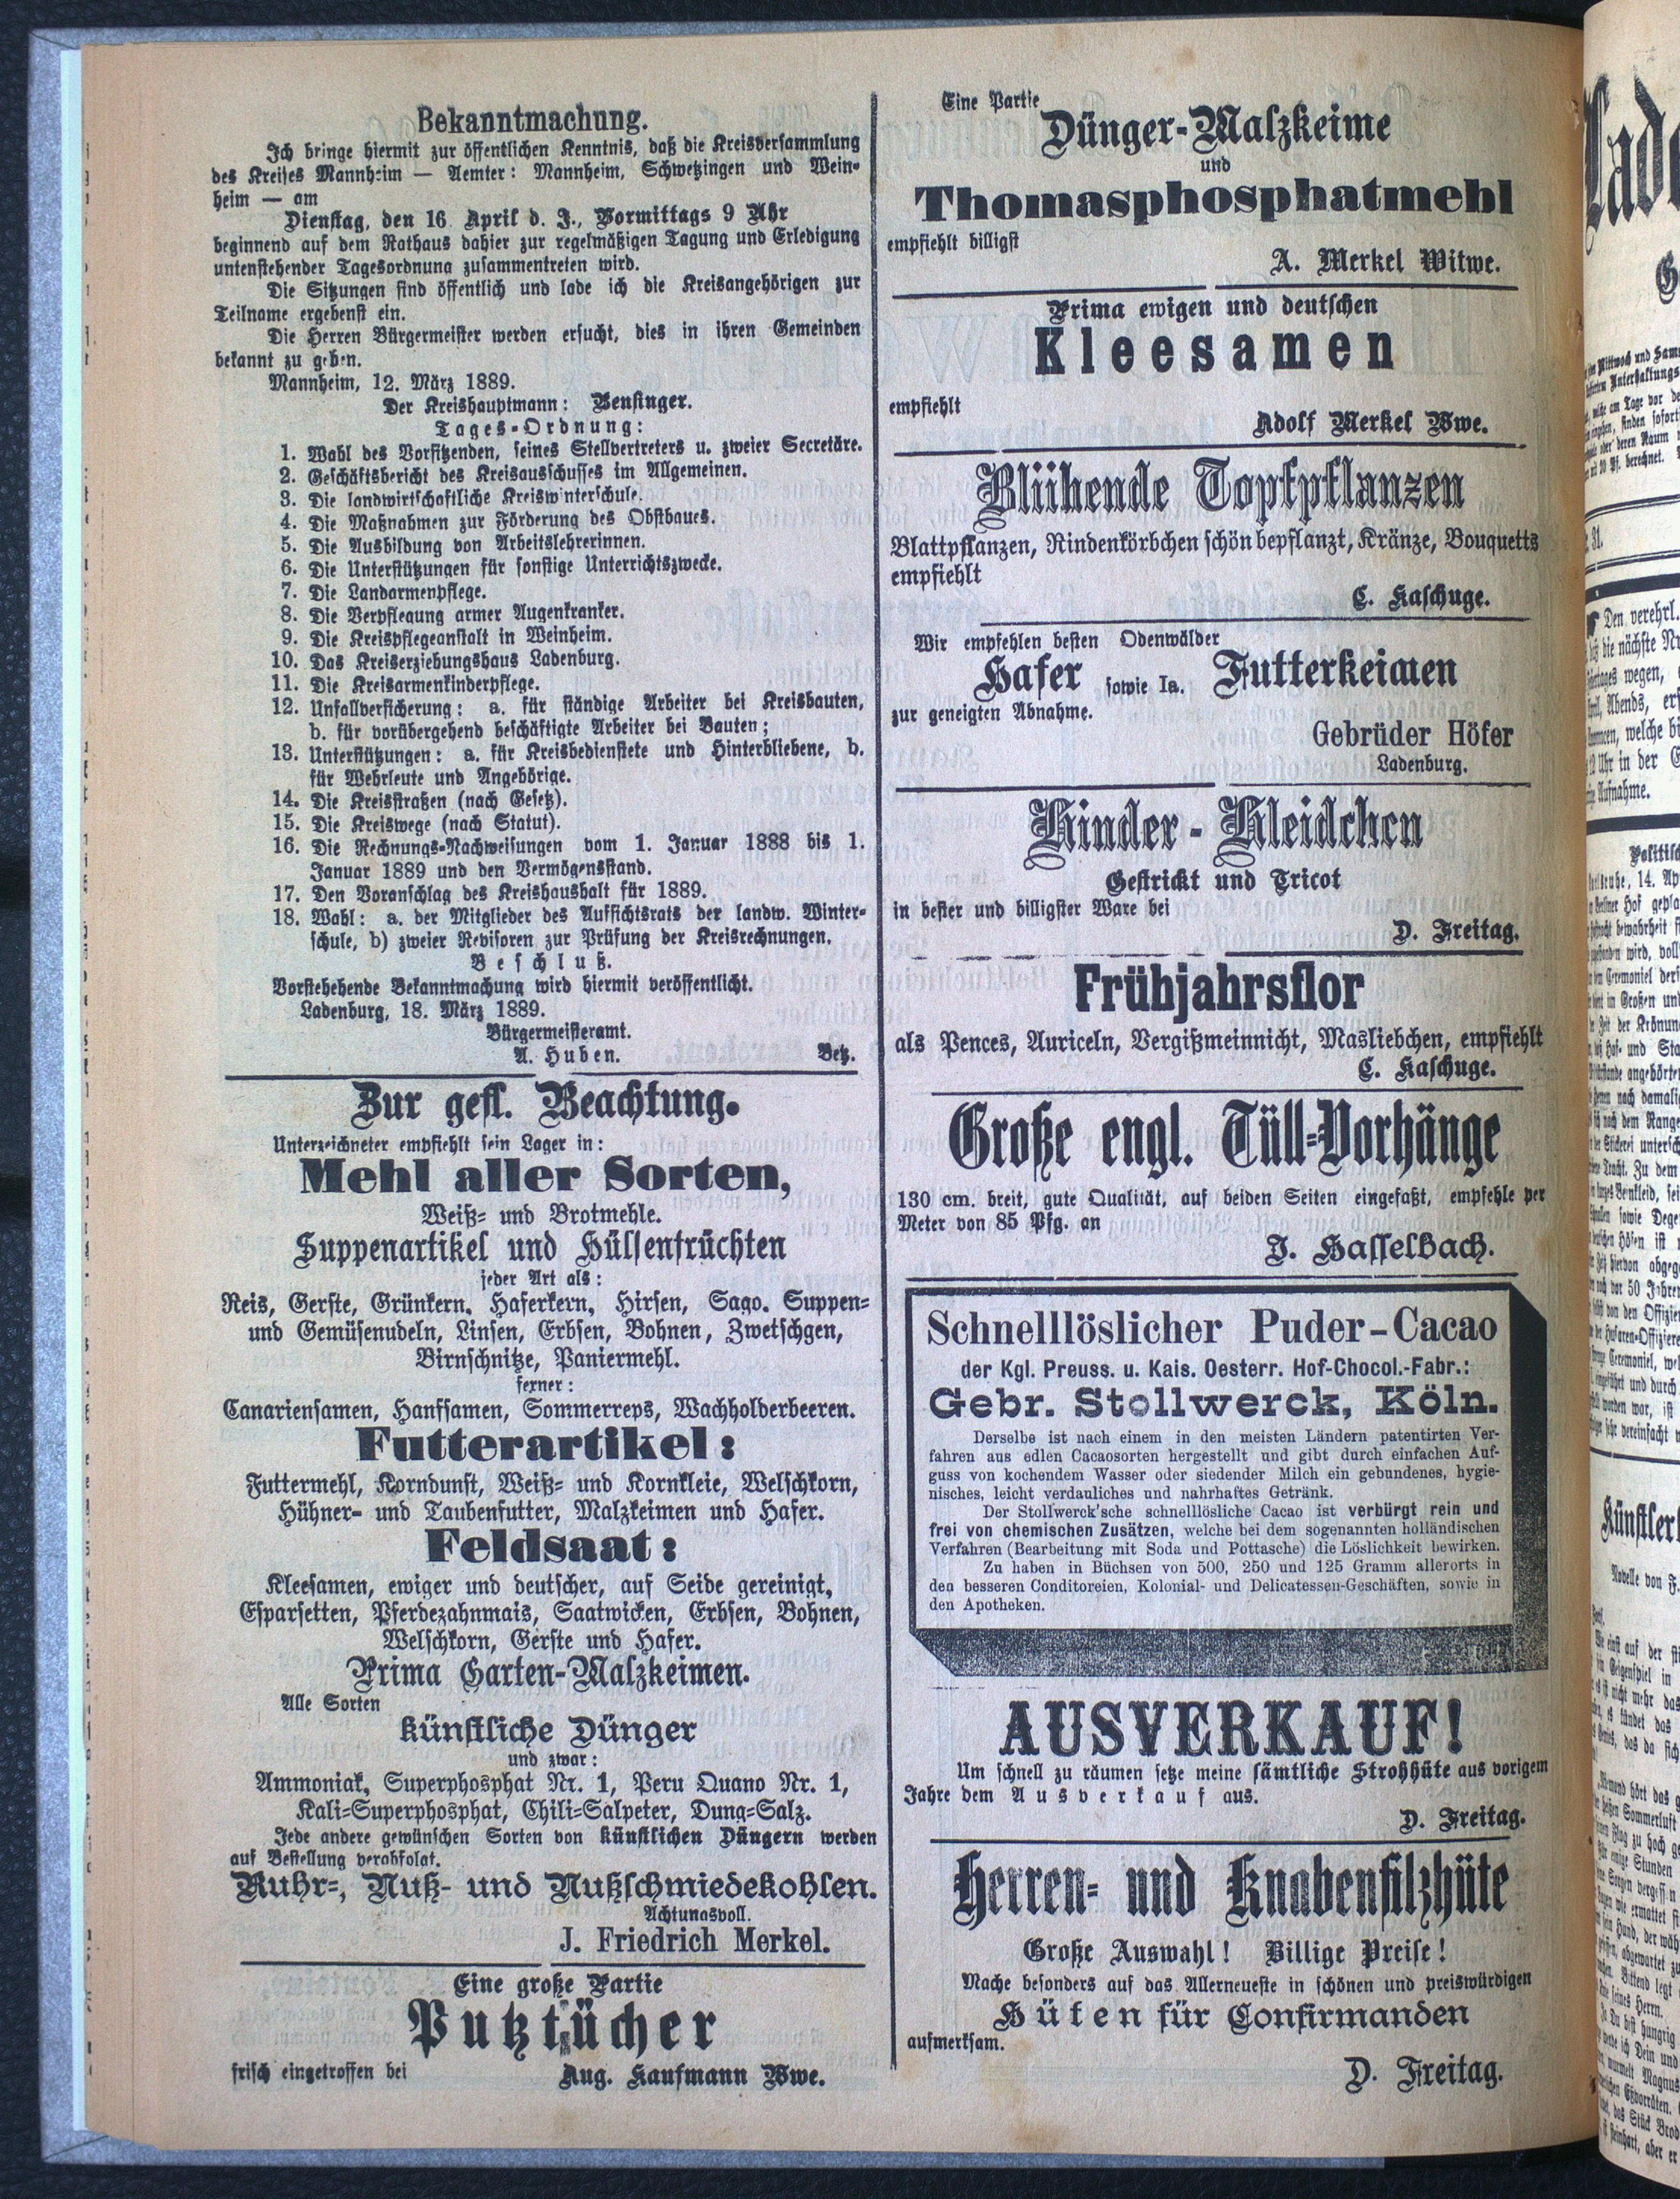 Bekanntmachung.
Ich bringe hiermit zur öffentlichen Kenntnis, daß die Kreisversammlung
des Kreises Mannheim — Aemter: Mannheim, Schwetzingen und Wein-
heim — am
Dienstag, den 16. April d. J., Vormittags 9 Uhr
beginnend auf dem Rathaus dahier zur regelmäßigen Tagung und Erledigung
untenstehender Tagesordnung zusammentreten wird.
Die Sitzungen sind öffentlich und lade ich die Kreisangehörigen zur
Teilname ergebenst ein.
Die Herren Bürgermeister werden ersucht, dies in ihren Gemeinden
bekannt zu geben.
Mannheim, 12. März 1889.
Der Kreishauptmann: Bensinger.
Tages-Ordnung:
1. Wahl des Vorsitzenden, seines Stellvertreters u. zweier Secretäre.
2. Geschäftsbericht des Kreisausschusses im Allgemeinen.
3. Die landwirtschaftliche Kreiswinterschule.
4. Die Maßnahmen zur Förderung des Obstbaues.
5. Die Ausbildung von Arbeitslehrerinnen.
6. Die Unterstützungen für sonstige Unterrichtszwecke.
7. Die Landarmenpflege.
8. Die Verpflegung armer Augenkranker.
9. Die Kreispflegeanstalt in Weinheim.
10. Das Kreiserziehungshaus Ladenburg.
11. Die Kreisarmenkinderpflege.
12. Unfallversicherung: a. für ständige Arbeiter bei Kreisbauten,
b. für vorübergehend beschäftigte Arbeiter bei Bauten;
13. Unterstützungen: a. für Kreisbedienstete und Hinterbliebene, b.
für Wehrleute und Angehörige.
14. Die Kreisstraßen (nach Gesetz).
15. Die Kreiswege (nach Statut).
16. Die Rechnungs-Nachweisungen vom 1. Januar 1888 bis 1.
Januar 1889 und den Vermögensstand.
17. Den Voranschlag des Kreishaushalt für 1889.
18. Wahl: a. der Mitglieder des Aufsichtsrats der landw. Winter-
schule, b) zweier Revisoren zur Prüfung der Kreisrechnungen.
Beschluß.
Vorstehehende Bekanntmachung wird hiermit veröffentlicht.
Ladenburg, 18. März 1889.
Bürgermeisteramt.
A. Huben. Betz.
Zur gefl. Beachtung.
Unterzeichneter empfiehlt sein Lager in:
Mehl aller Sorten,
Weiß- und Brotmehle.
Suppenartikel und Hülsenfrüchten
jeder Art als:
Reis, Gerste, Grünkern, Haferkern, Hirsen, Sago. Suppen-
und Gemüsenudeln, Linsen, Erbsen, Bohnen, Zwetschgen,
Birnschnitze, Paniermehl.
ferner:
Canariensamen, Hanfsamen, Sommerreps, Wachholderbeeren.
Futterartikel:
Futtermehl, Korndunst, Weiß- und Kornkleie, Welschkorn,
Hühner- und Taubenfutter, Malzkeimen und Hafer.
Feldsaat:
Kleesamen, ewiger und deutscher, auf Seide gereinigt,
Esparsetten, Pferdezahnmais, Saatwicken, Erbsen, Bohnen,
Welschkorn, Gerste und Hafer.
Prima Garten-Malzkeimen.
Alle Sorten
künstliche Dünger
und zwar:
Ammoniak, Superphosphat Nr. 1, Peru Quano Nr. 1,
Kali-Superphosphat, Chili-Salpeter, Dung-Salz.
Jede andere gewünschen Sorten von künstlichen Düngern werden
auf Bestellung verabfolgt.
Ruhr-, Nuß- und Nußschmiedekohlen.
Achtungsvoll.
J. Friedrich Merkel.
Eine große Partie
Putztücher
frisch eingetroffen bei Aug. Kaufmann Wwe.
Eine Partie
Dünger-Malzkeime
und
Thomasphosphatmehl
empfiehlt billigst
A. Merkel Witwe.
Prima ewigen und deutschen
Kleesamen
empfiehlt
Adolf Merkel Wwe.
Blühende Topfpflanzen
Blattpflanzen, Rindenkörbchen schön bepflanzt, Kränze, Bouquetts
empfiehlt
C. Kaschuge.
Wir empfehlen besten Odenwälder
Hafer sowie Ia. Futterkeimen
zur geneigten Abnahme.
Gebrüder Höfer
Ladenburg.
Kinder-Kleidchen
Gestrickt und Tricot
in bester und billigster Ware bei
D. Freitag.
Frühjahrsflor
als Pences, Auriceln, Vergißmeinnicht, Masliebchen, empfiehlt
C. Kaschuge.
Große engl. Tüll-Vorhänge
130 cm. breit, gute Qualität, auf beiden Seiten eingefaßt, empfehle per
Meter von 85 Pfg. an
J. Hasselbach.
Schnelllöslicher Puder-Cacao
der Kgl. Preuss. u. Kais. Oesterr. Hof-Chocol.-Fabr.:
Gebr. Stollwerck, Köln.
Derselbe ist nach einem in den meisten Ländern patentirten Ver-
fahren aus edlen Cacaosorten hergestellt und gibt durch einfachen Auf-
guss von kochendem Wasser oder siedender Milch ein gebundenes, hygie-
nisches, leicht verdauliches und nahrhaftes Getränk.
Der Stollwerck'sche schnelllösliche Cacao ist verbürgt rein und
frei von chemischen Zusätzen, welche bei dem sogenannten holländischen
Verfahren (Bearbeitung mit Soda und Pottasche) die Löslichkeit bewirken.
Zu haben in Büchsen von 500, 250 und 125 Gramm allerorts in
den besseren Conditoreien, Kolonial- und Delicatessen-Geschäften, sowie in
den Apotheken.
AUSVERKAUF!
Um schnell zu räumen setze meine sämtliche Strohhüte aus vorigem
Jahre dem Ausverkauf aus.
D. Freitag.
Herren- und Knabenfilzhüte
Große Auswahl! Billige Preise!
Mache besonders auf das Allerneueste in schönen und preiswürdigen
Hüten für Confirmanden
aufmerksam.
D. Freitag.